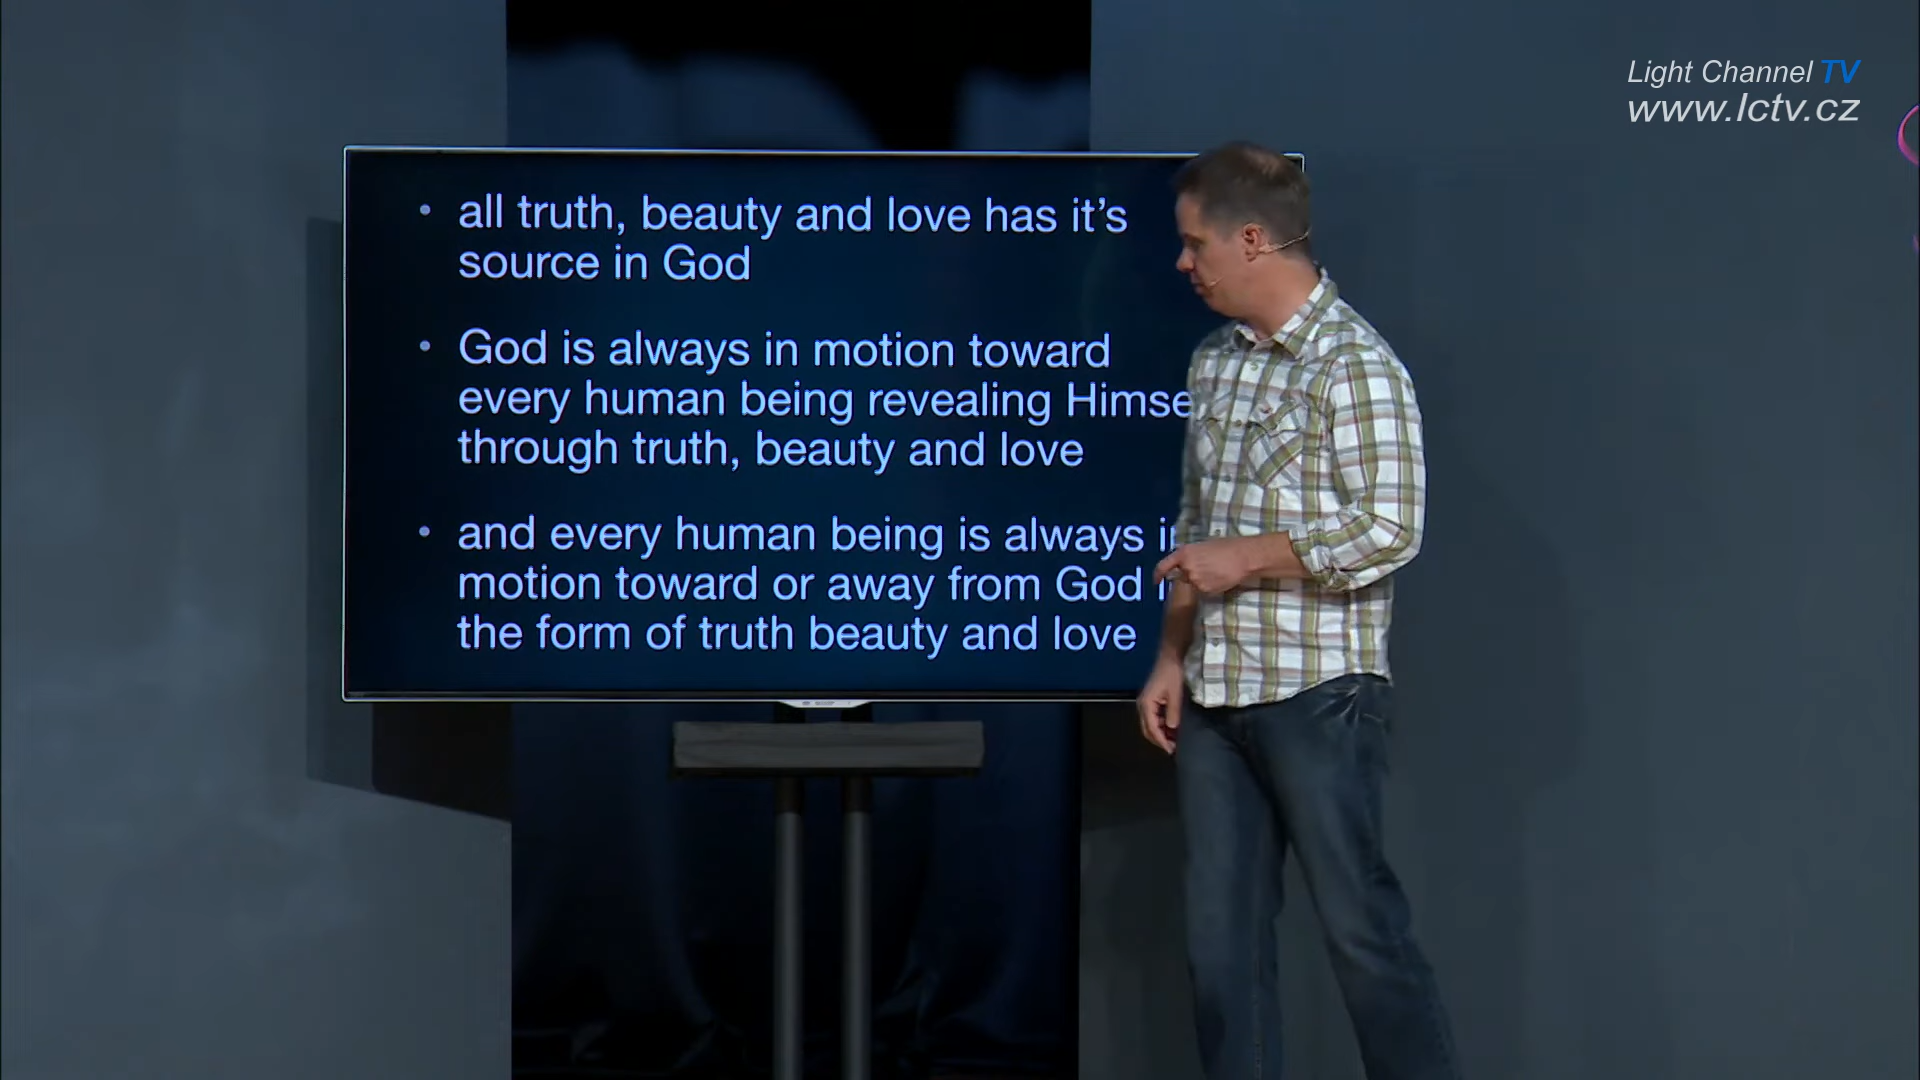 Light Channel TV
www.lctv.cz
• all truth, beauty and love has it’s
source in God
• God is always in motion toward
every human being revealing Himse
through truth, beauty and love
• and every human being is always
motion toward or away from God
the form of truth beauty and love